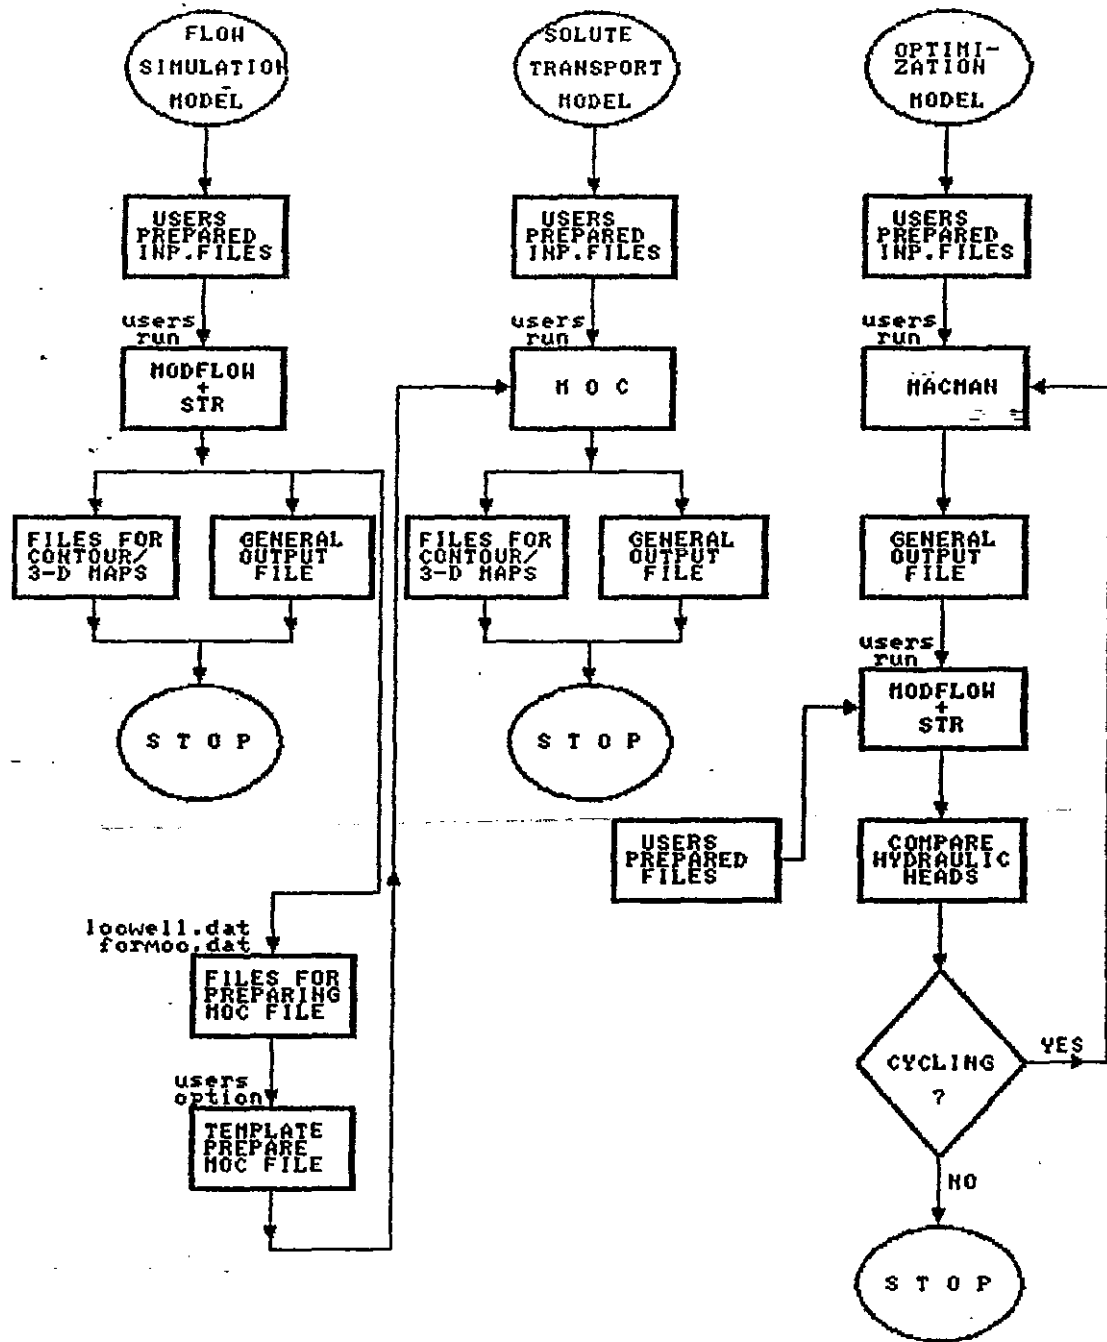 FLOW
SIMULATION
MODEL
USERS
PREPARED
INP.FILES
users
run
MODFLOW
+
STR
FILES FOR
CONTOUR/
3-D MAPS
GENERAL
OUTPUT
FILE
S T O P
locwell.dat
formoc.dat
FILES FOR
PREPARING
MOC FILE
users
option
TEMPLATE
PREPARE
MOC FILE
SOLUTE
TRANSPORT
MODEL
USERS
PREPARED
INP.FILES
users
run
M O C
FILES FOR
CONTOUR/
3-D MAPS
GENERAL
OUTPUT
FILE
S T O P
OPTIMI-
ZATION
MODEL
USERS
PREPARED
INP.FILES
users
run
MACMAN
GENERAL
OUTPUT
FILE
users
run
MODFLOW
+
STR
USERS
PREPARED
FILES
COMPARE
HYDRAULIC
HEADS
CYCLING
?
YES
NO
S T O P